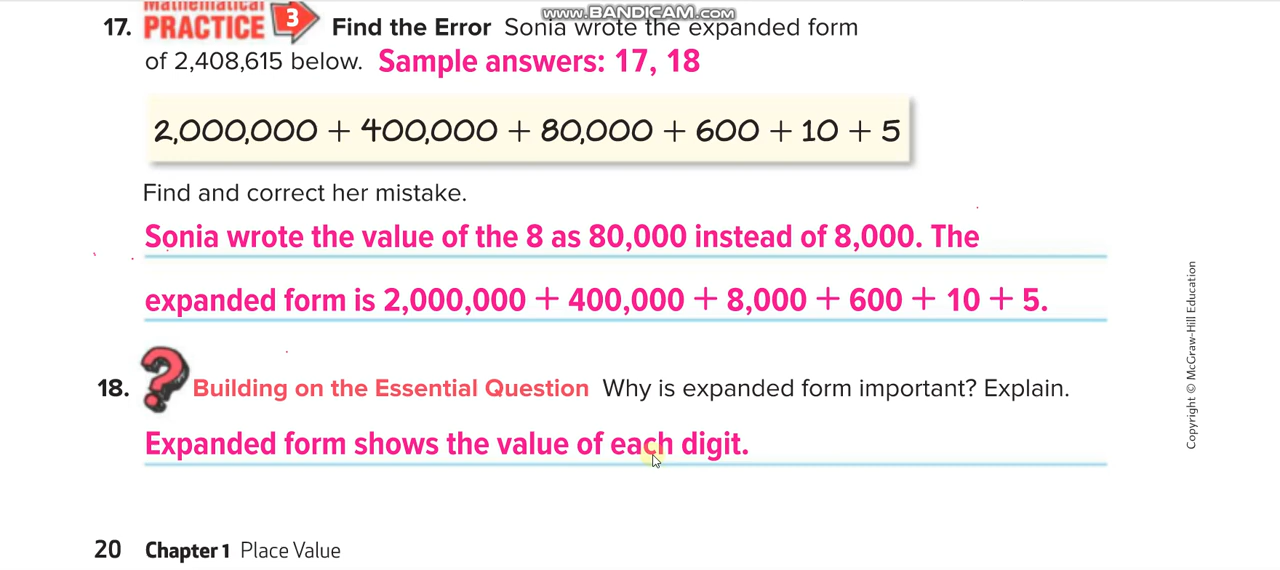 www.BANDICAM.com
Mathematical
17. PRACTICE 3 Find the Error Sonia wrote the expanded form
of 2,408,615 below. Sample answers: 17, 18
2,000,000 + 400,000 + 80,000 + 600 + 10 + 5
Find and correct her mistake.
Sonia wrote the value of the 8 as 80,000 instead of 8,000. The
expanded form is 2,000,000 + 400,000 + 8,000 + 600 + 10 + 5.
18. ? Building on the Essential Question Why is expanded form important? Explain.
Expanded form shows the value of each digit.
20 Chapter 1 Place Value
Copyright © McGraw-Hill Education